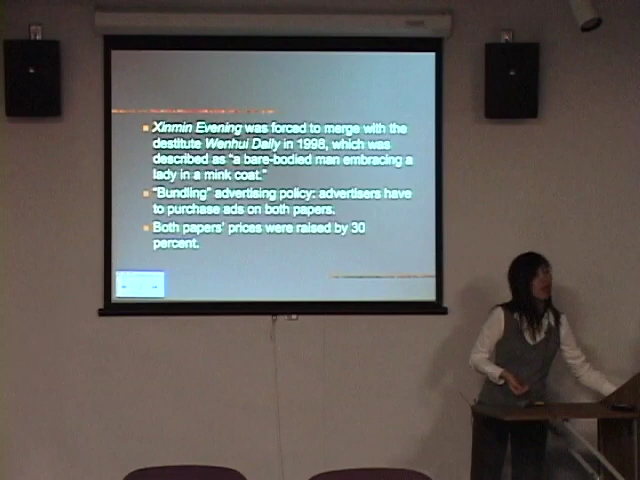 Xinmin Evening was forced to merge with the
destitute Wenhui Daily in 1998, which was
described as "a bare-bodied man embracing a
lady in a mink coat."
"Bundling" advertising policy: advertisers have
to purchase ads on both papers.
Both papers' prices were raised by 30
percent.